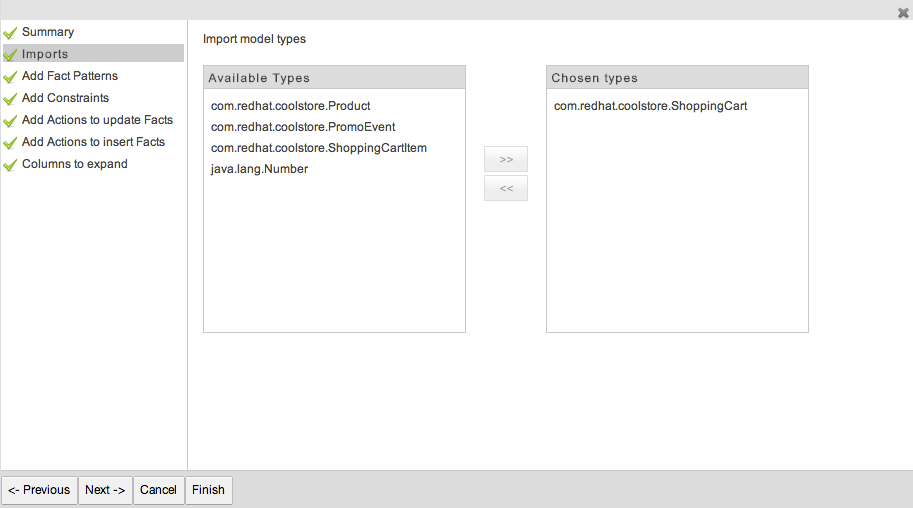 Summary
Imports
Add Fact Patterns
Add Constraints
Add Actions to update Facts
Add Actions to insert Facts
Columns to expand
Import model types
Available Types
com.redhat.coolstore.Product
com.redhat.coolstore.PromoEvent
com.redhat.coolstore.ShoppingCartItem
java.lang.Number
>>
<<
Chosen types
com.redhat.coolstore.ShoppingCart
<- Previous
Next ->
Cancel
Finish